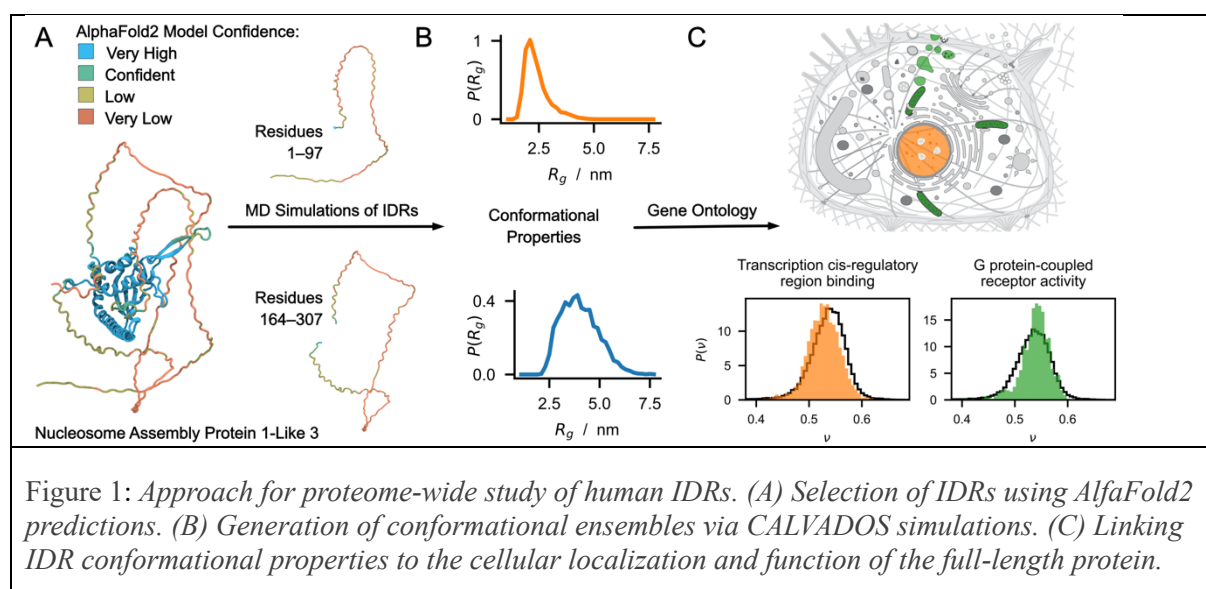 A
AlphaFold2 Model Confidence:
Very High
Confident
Low
Very Low
Residues
1–97
MD Simulations of IDRs
Residues
164–307
Nucleosome Assembly Protein 1-Like 3
B
P(Rg)
1
0
2.5 5.0 7.5
Rg / nm
Conformational
Properties
P(Rg)
0.4
0.0
2.5 5.0 7.5
Rg / nm
C
Gene Ontology
Transcription cis-regulatory
region binding
P(ν)
10
5
0
0.4 0.5 0.6
ν
G protein-coupled
receptor activity
15
10
5
0
0.4 0.5 0.6
ν
Figure 1: Approach for proteome-wide study of human IDRs. (A) Selection of IDRs using AlfaFold2
predictions. (B) Generation of conformational ensembles via CALVADOS simulations. (C) Linking
IDR conformational properties to the cellular localization and function of the full-length protein.